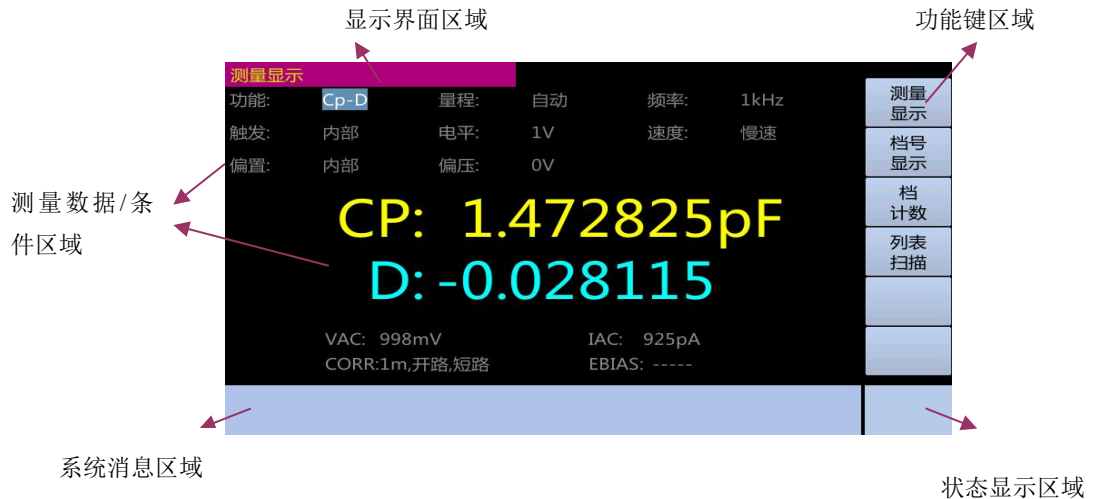 显示界面区域
功能键区域
测量显示
功能: Cp-D 量程: 自动 频率: 1kHz
触发: 内部 电平: 1V 速度: 慢速
偏置: 内部 偏压: 0V
CP: 1.472825pF
D: -0.028115
VAC: 998mV IAC: 925pA
CORR:1m,开路,短路 EBIAS: -----
测量
显示
档号
显示
档
计数
列表
扫描
测量数据/条
件区域
系统消息区域
状态显示区域